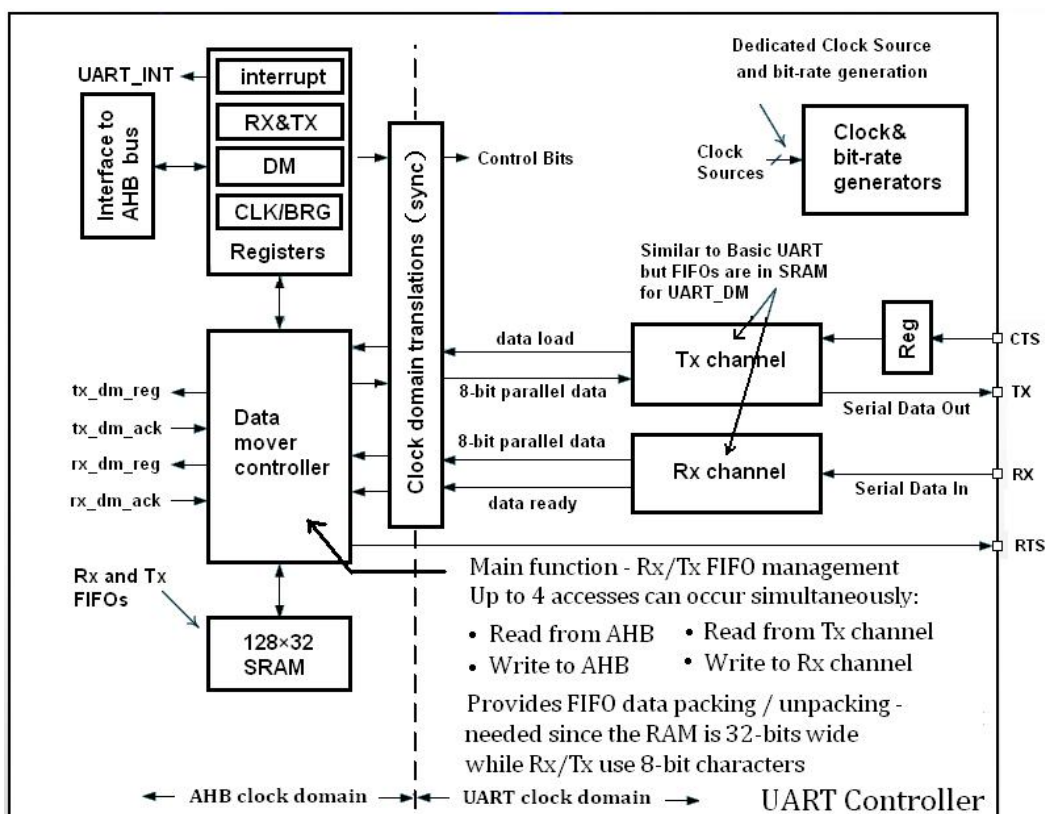 UART_INT
Interface to
AHB bus
interrupt
RX&TX
DM
CLK/BRG
Registers
Clock domain translations (sync)
Control Bits
Dedicated Clock Source
and bit-rate generation
Clock
Sources
Clock&
bit-rate
generators
Similar to Basic UART
but FIFOs are in SRAM
for UART_DM
data load
8-bit parallel data
8-bit parallel data
data ready
Tx channel
Rx channel
Reg
CTS
TX
Serial Data Out
RX
Serial Data In
RTS
tx_dm_reg
tx_dm_ack
rx_dm_reg
rx_dm_ack
Data
mover
controller
Rx and Tx
FIFOs
128×32
SRAM
Main function - Rx/Tx FIFO management
Up to 4 accesses can occur simultaneously:
• Read from AHB • Read from Tx channel
• Write to AHB • Write to Rx channel
Provides FIFO data packing / unpacking -
needed since the RAM is 32-bits wide
while Rx/Tx use 8-bit characters
AHB clock domain
UART clock domain
UART Controller